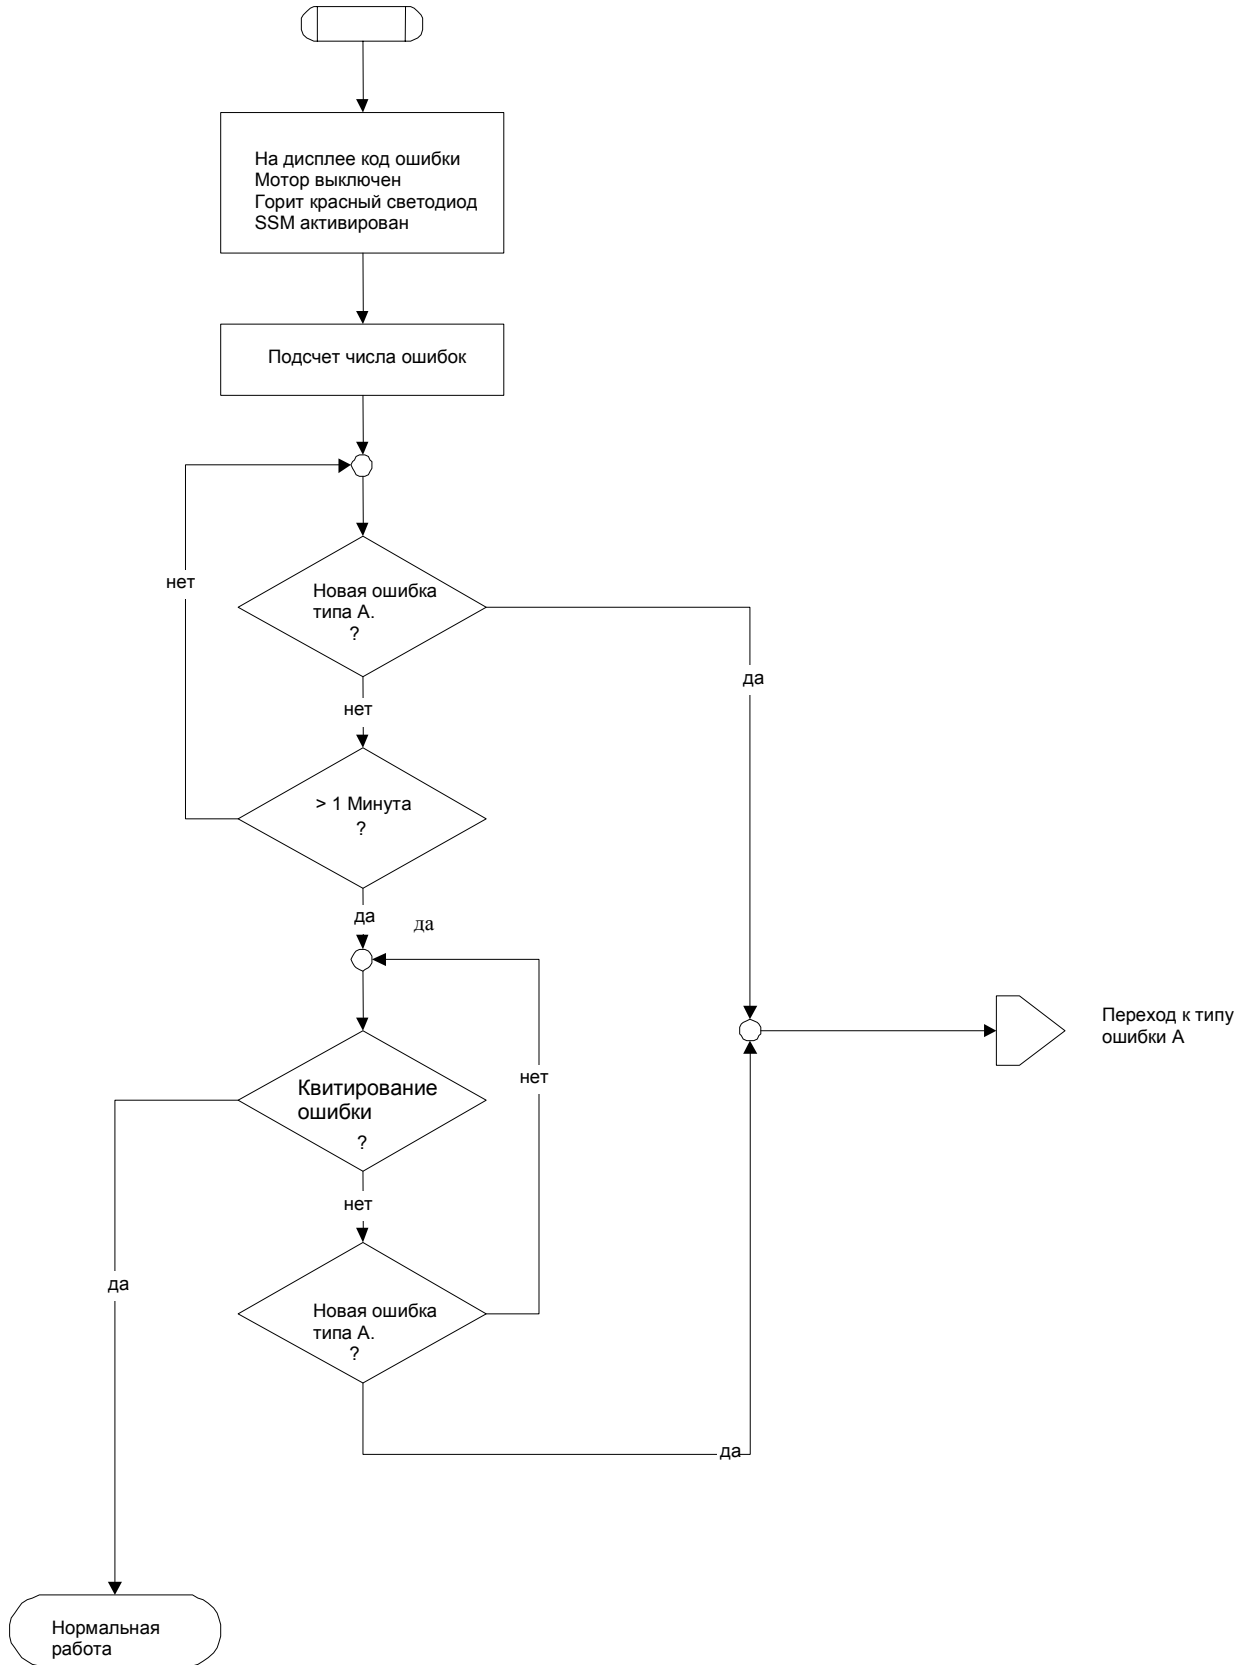 На дисплее код ошибки
Мотор выключен
Горит красный светодиод
SSM активирован
Подсчет числа ошибок
нет
Новая ошибка
типа А.
?
да
нет
> 1 Минута
?
да
да
Переход к типу
ошибки А
нет
Квитирование
ошибки
?
нет
да
Новая ошибка
типа А.
?
да
Нормальная
работа